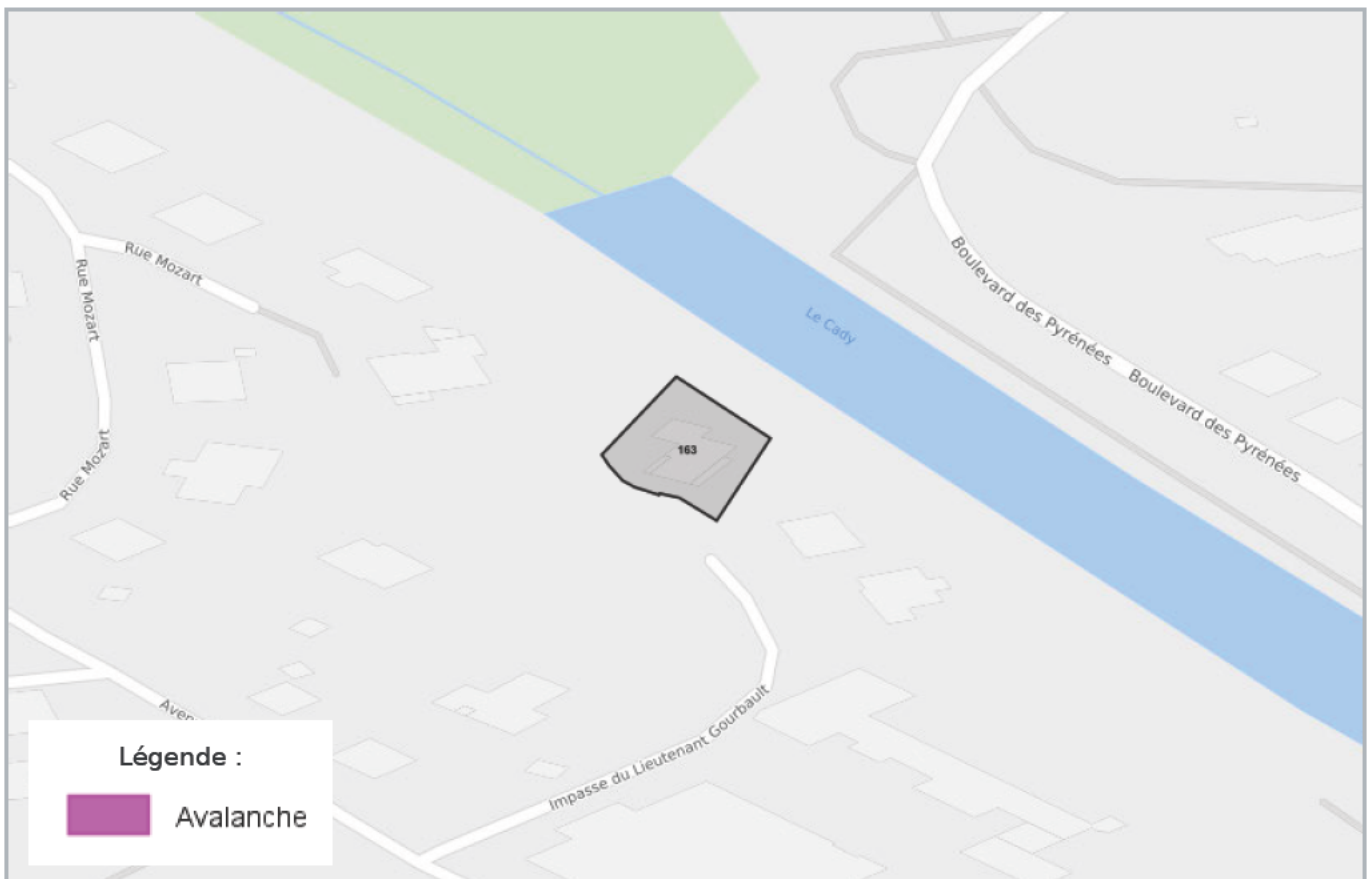 Rue Mozart
Rue Mozart
Rue Mozart
Le Cady
Boulevard des Pyrénées
Boulevard des Pyrénées
163
Impasse du Lieutenant Gourbault
Légende :
Avalanche